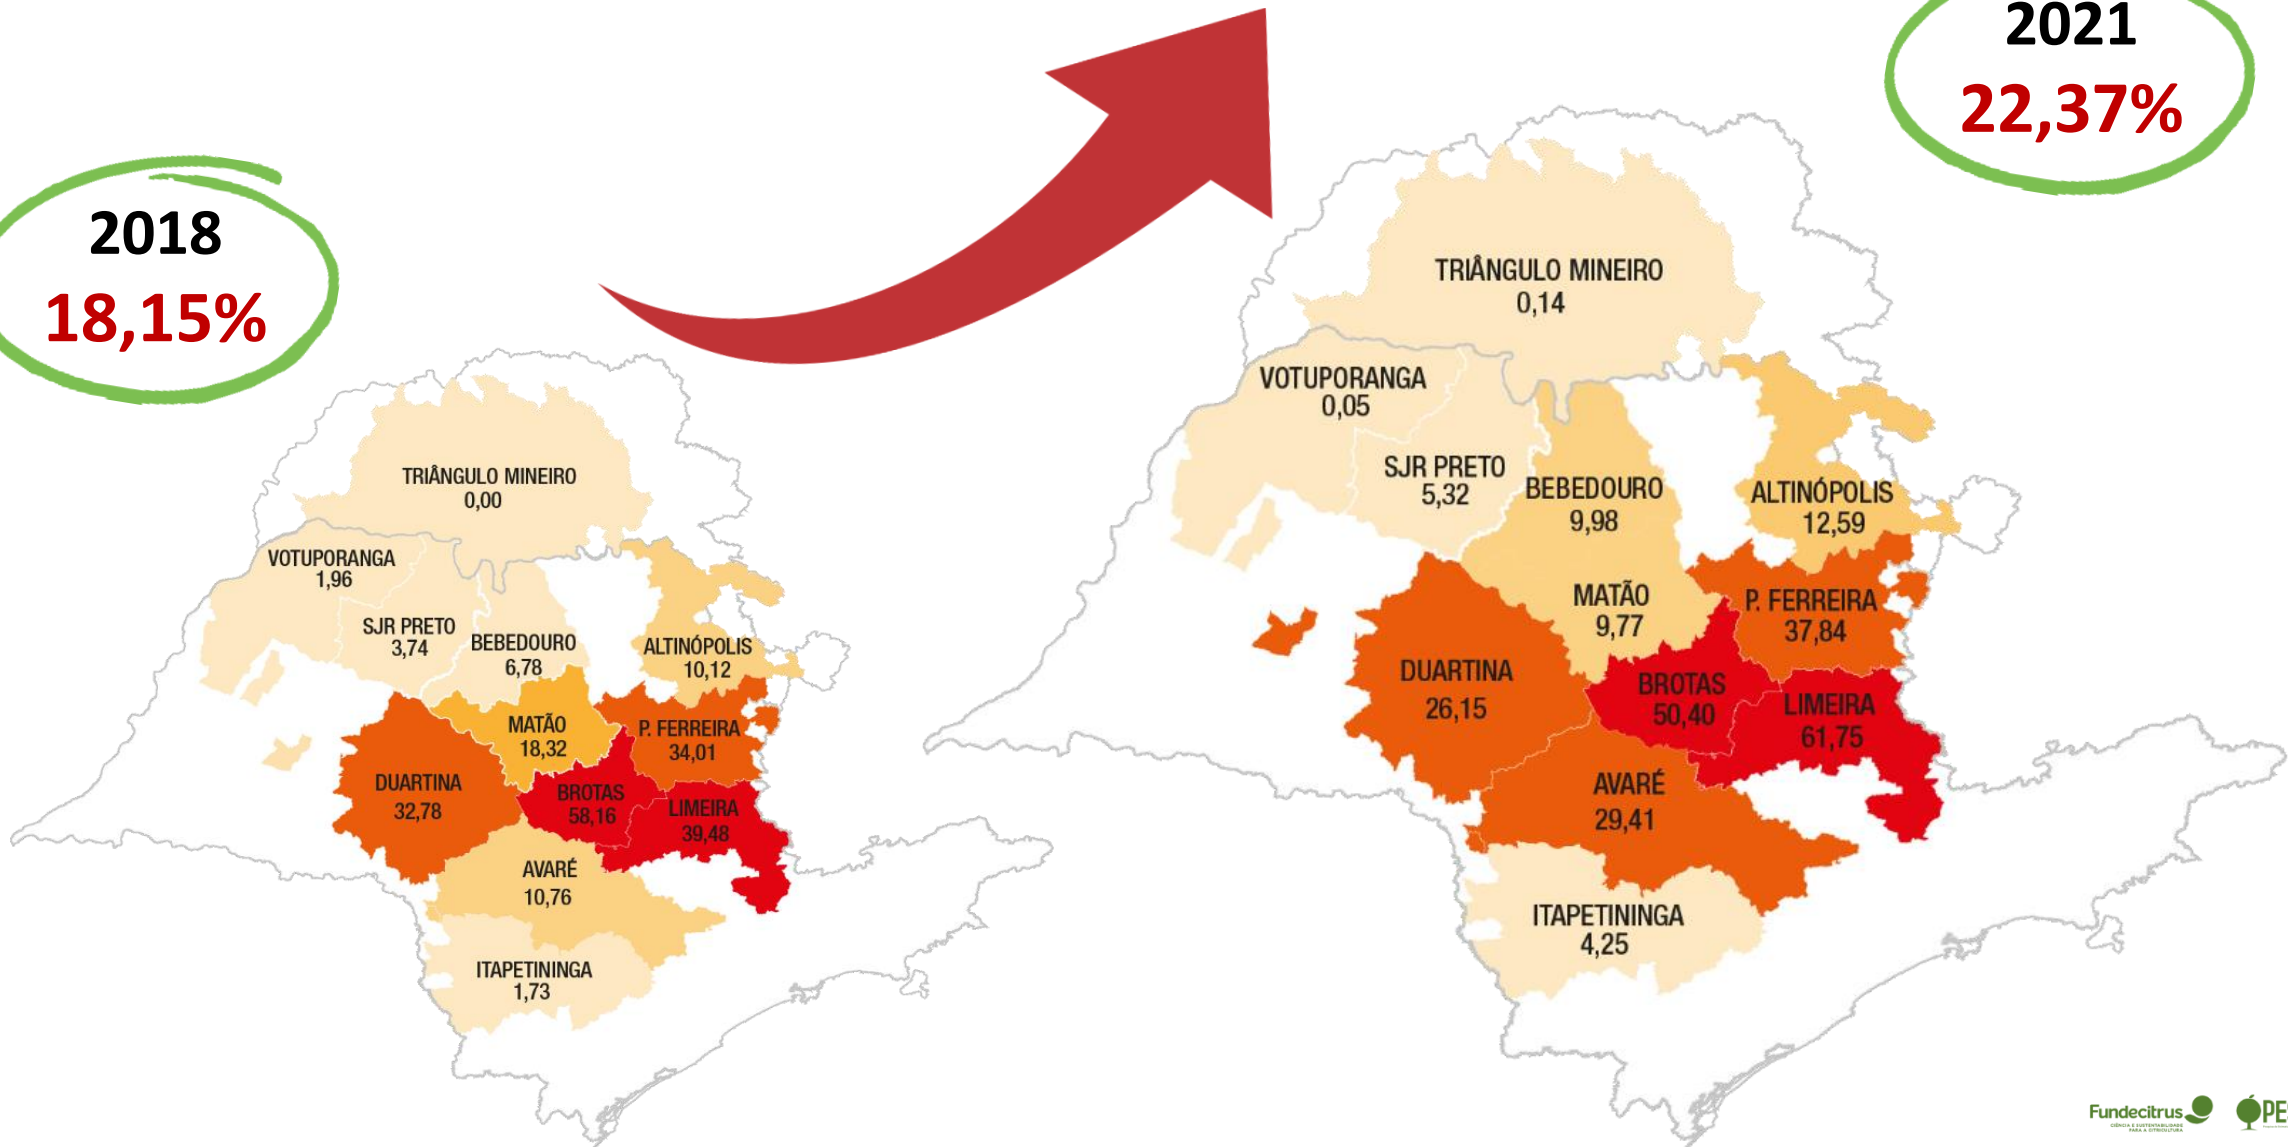 2018
18,15%
TRIÂNGULO MINEIRO
0,00
VOTUPORANGA
1,96
SJR PRETO
3,74
BEBEDOURO
6,78
ALTINÓPOLIS
10,12
MATÃO
18,32
P. FERREIRA
34,01
DUARTINA
32,78
BROTAS
58,16
LIMEIRA
39,48
AVARÉ
10,76
ITAPETININGA
1,73
2021
22,37%
TRIÂNGULO MINEIRO
0,14
VOTUPORANGA
0,05
SJR PRETO
5,32
BEBEDOURO
9,98
ALTINÓPOLIS
12,59
MATÃO
9,77
P. FERREIRA
37,84
DUARTINA
26,15
BROTAS
50,40
LIMEIRA
61,75
AVARÉ
29,41
ITAPETININGA
4,25
Fundecitrus
CIÊNCIA E SUSTENTABILIDADE
PARA A CITRICULTURA